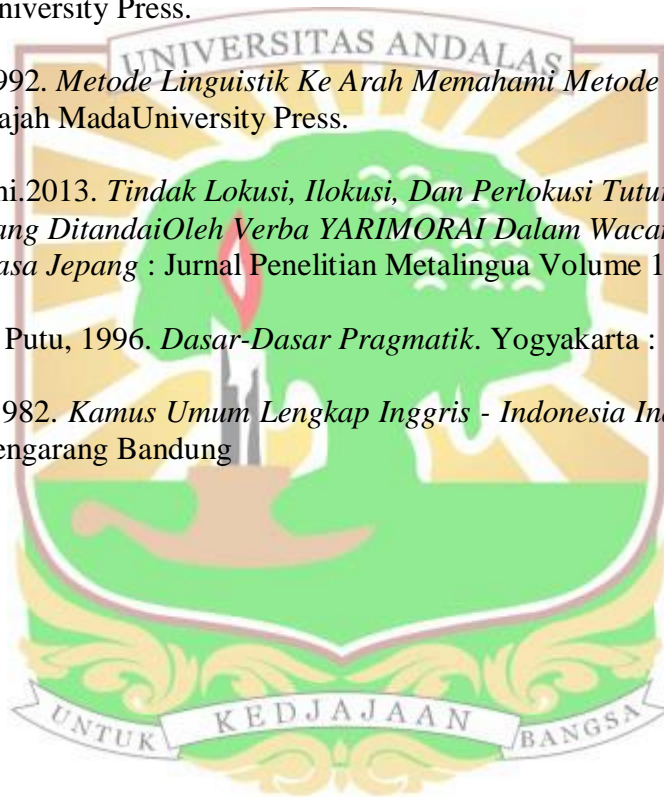 niversity Press.
UNIVERSITAS ANDALAS
992. Metode Linguistik Ke Arah Memahami Metode
ajah MadaUniversity Press.
ni.2013. Tindak Lokusi, Ilokusi, Dan Perlokusi Tutur
ang DitandaiOleh Verba YARIMORAI Dalam Wacan
asa Jepang : Jurnal Penelitian Metalingua Volume 1
Putu, 1996. Dasar-Dasar Pragmatik. Yogyakarta :
982. Kamus Umum Lengkap Inggris - Indonesia In
engarang Bandung
UNTUK KEDJAJAAN BANGSA